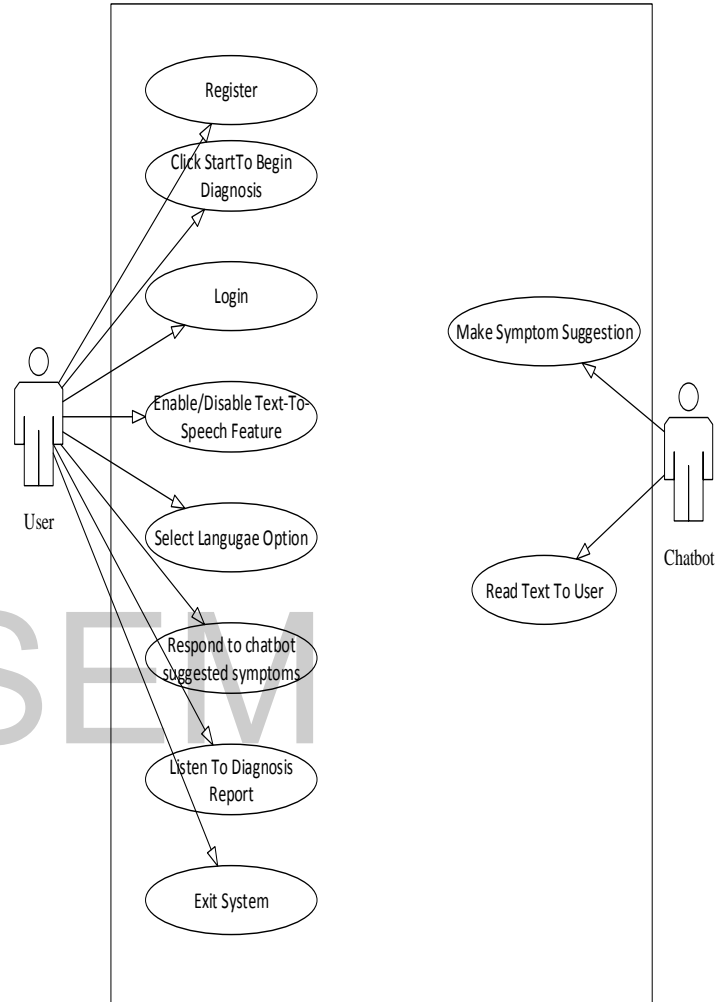 Register
Click StartTo Begin
Diagnosis
Login
Enable/Disable Text-To-
Speech Feature
Select Langugae Option
Respond to chatbot
suggested symptoms
Listen To Diagnosis
Report
Exit System
User
Make Symptom Suggestion
Read Text To User
Chatbot
SEM